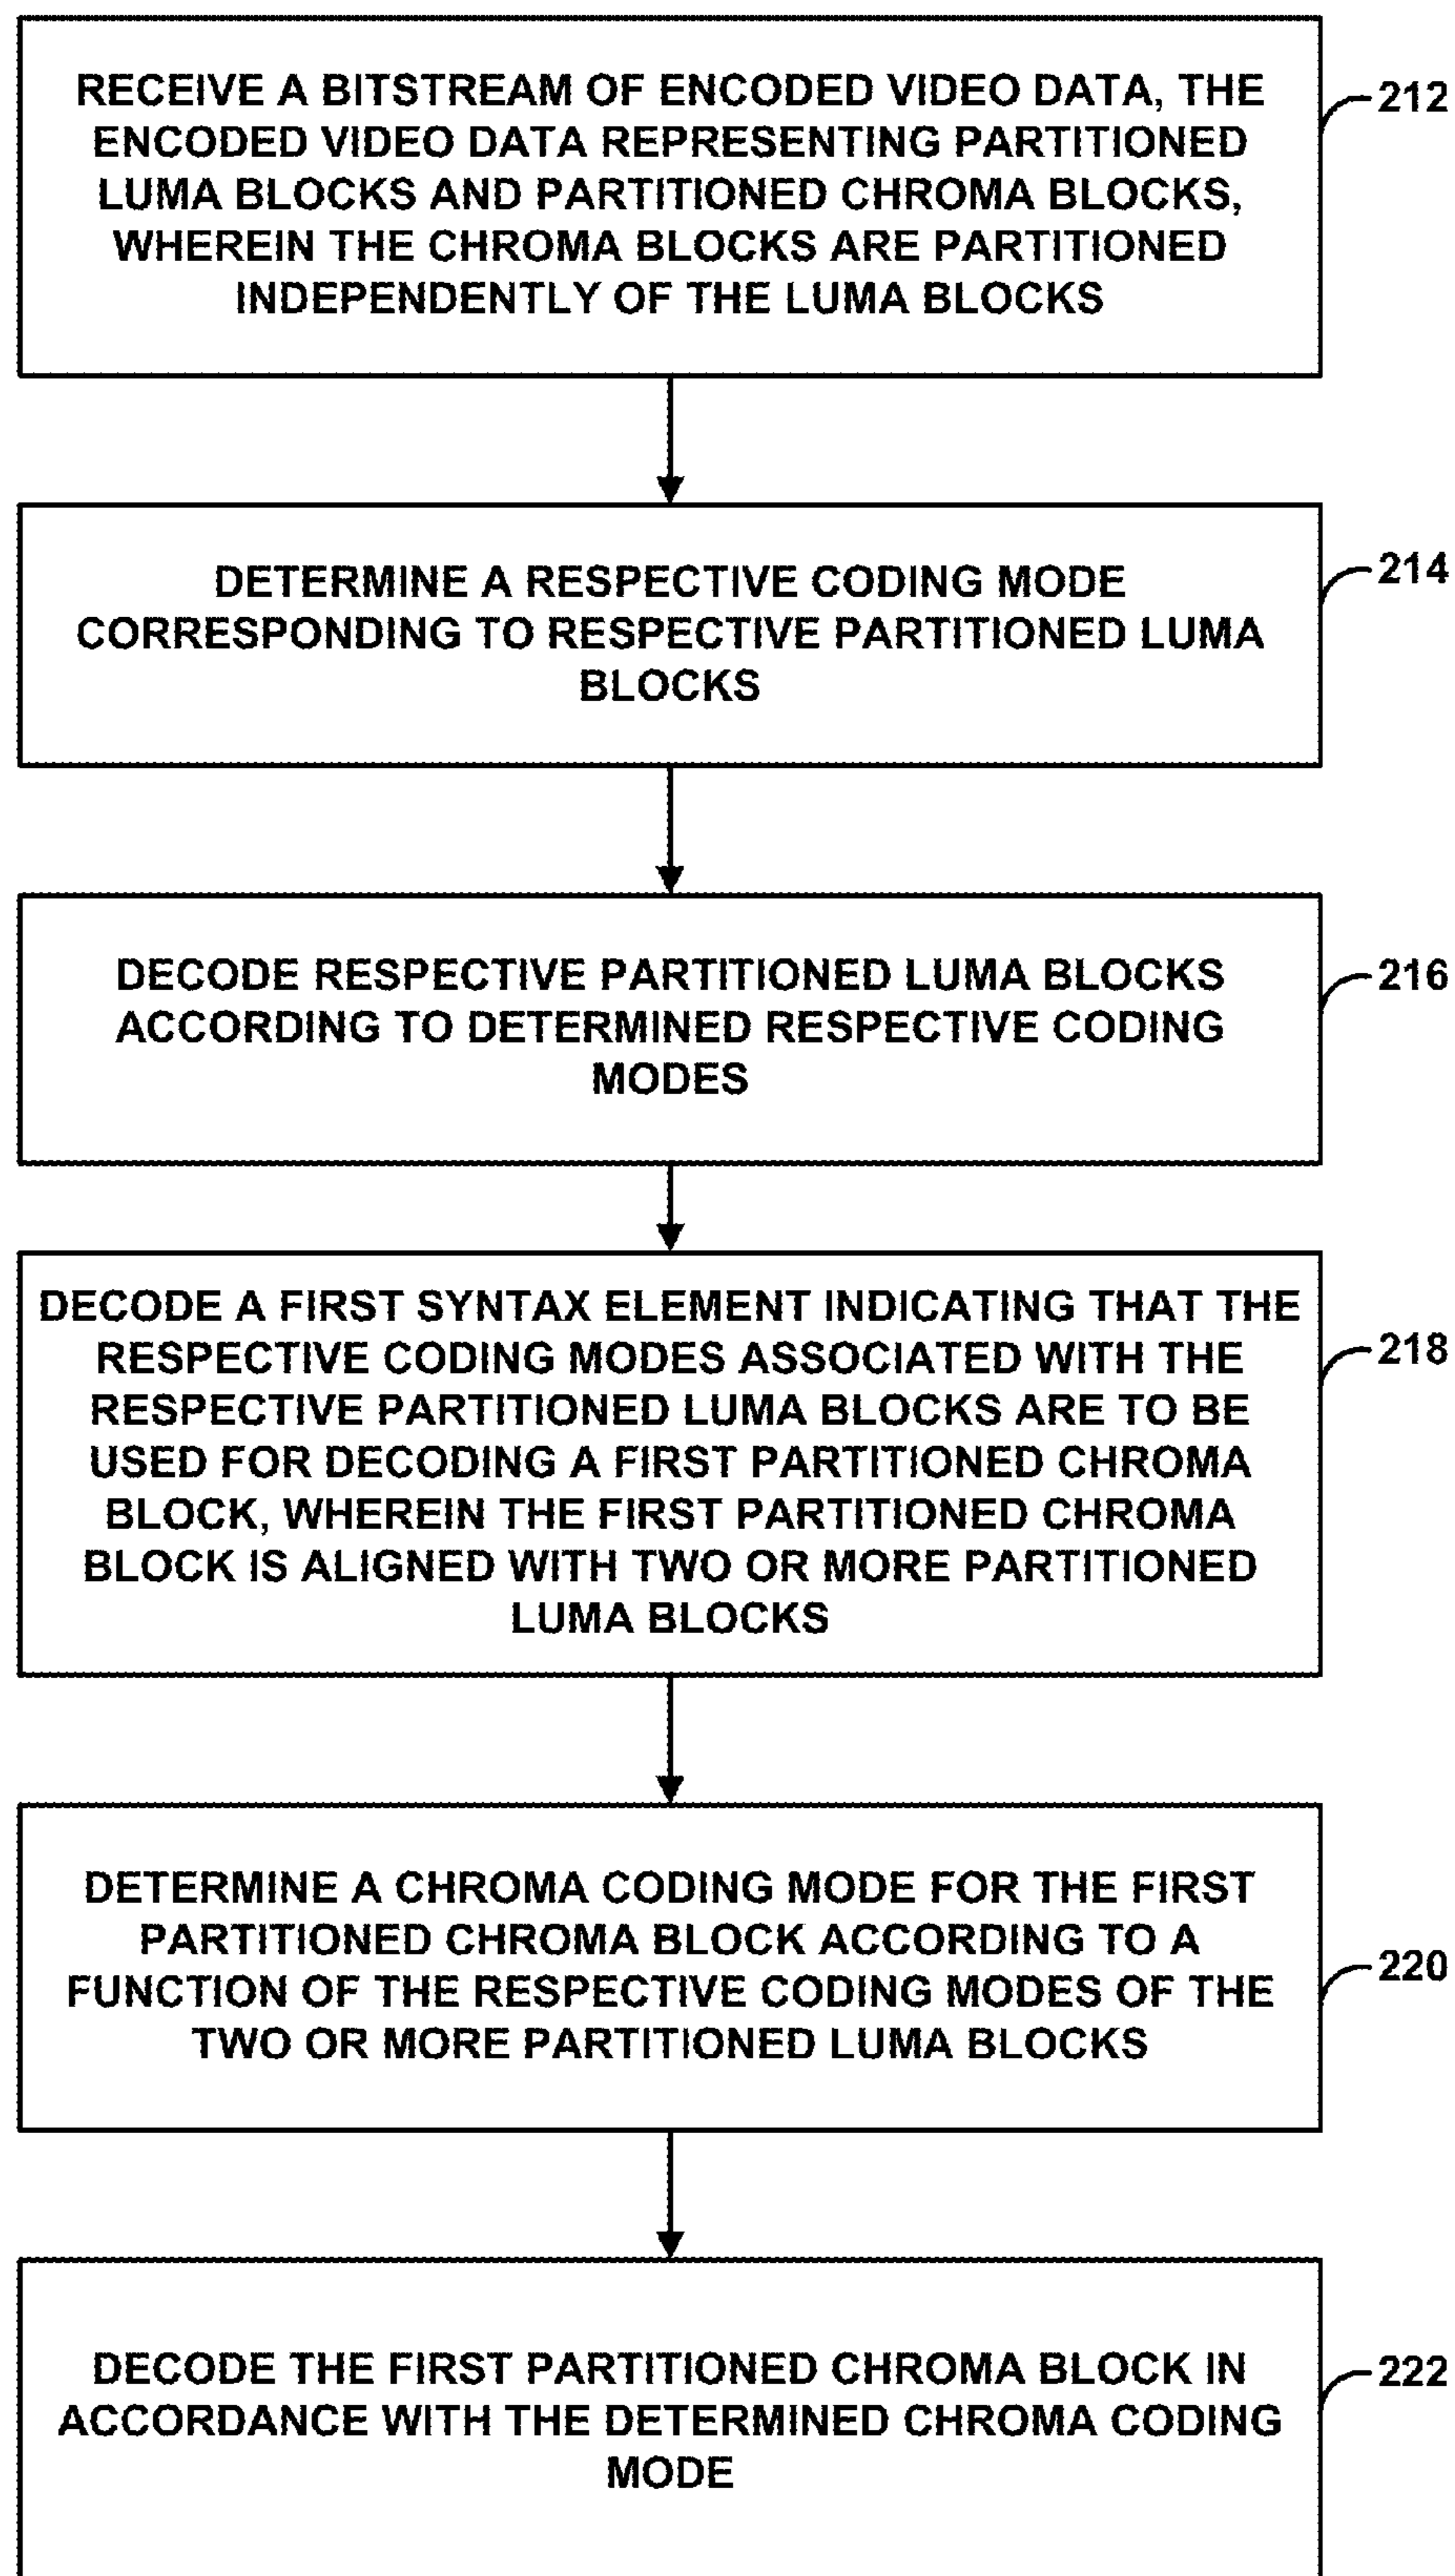 RECEIVE A BITSTREAM OF ENCODED VIDEO DATA, THE
ENCODED VIDEO DATA REPRESENTING PARTITIONED
LUMA BLOCKS AND PARTITIONED CHROMA BLOCKS,
WHEREIN THE CHROMA BLOCKS ARE PARTITIONED
INDEPENDENTLY OF THE LUMA BLOCKS
212
DETERMINE A RESPECTIVE CODING MODE
CORRESPONDING TO RESPECTIVE PARTITIONED LUMA
BLOCKS
214
DECODE RESPECTIVE PARTITIONED LUMA BLOCKS
ACCORDING TO DETERMINED RESPECTIVE CODING
MODES
216
DECODE A FIRST SYNTAX ELEMENT INDICATING THAT THE
RESPECTIVE CODING MODES ASSOCIATED WITH THE
RESPECTIVE PARTITIONED LUMA BLOCKS ARE TO BE
USED FOR DECODING A FIRST PARTITIONED CHROMA
BLOCK, WHEREIN THE FIRST PARTITIONED CHROMA
BLOCK IS ALIGNED WITH TWO OR MORE PARTITIONED
LUMA BLOCKS
218
DETERMINE A CHROMA CODING MODE FOR THE FIRST
PARTITIONED CHROMA BLOCK ACCORDING TO A
FUNCTION OF THE RESPECTIVE CODING MODES OF THE
TWO OR MORE PARTITIONED LUMA BLOCKS
220
DECODE THE FIRST PARTITIONED CHROMA BLOCK IN
ACCORDANCE WITH THE DETERMINED CHROMA CODING
MODE
222